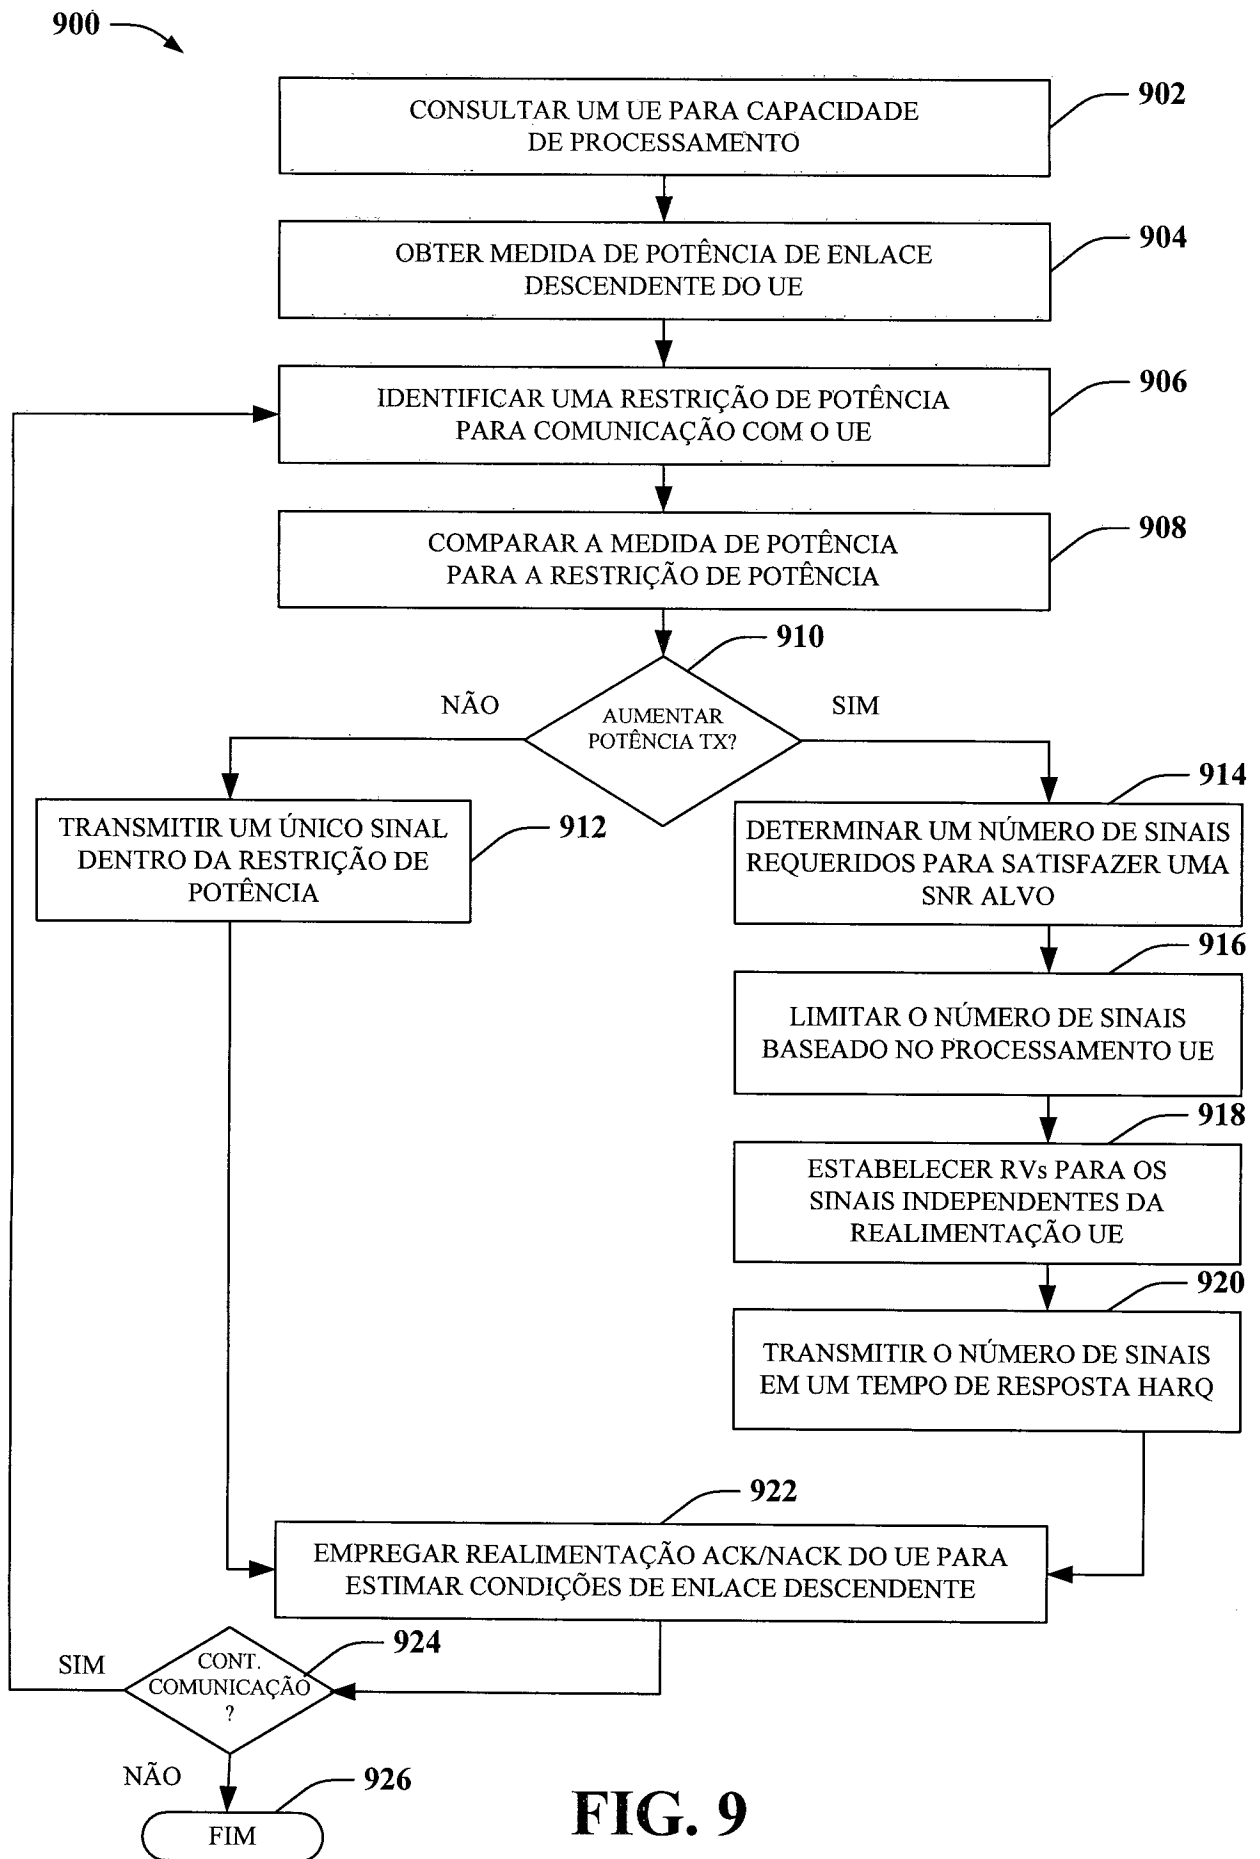 900
CONSULTAR UM UE PARA CAPACIDADE
DE PROCESSAMENTO
902
OBTER MEDIDA DE POTÊNCIA DE ENLACE
DESCENDENTE DO UE
904
IDENTIFICAR UMA RESTRIÇÃO DE POTÊNCIA
PARA COMUNICAÇÃO COM O UE
906
COMPARAR A MEDIDA DE POTÊNCIA
PARA A RESTRIÇÃO DE POTÊNCIA
908
910
NÃO
SIM
AUMENTAR
POTÊNCIA TX?
TRANSMITIR UM ÚNICO SINAL
DENTRO DA RESTRIÇÃO DE
POTÊNCIA
912
914
DETERMINAR UM NÚMERO DE SINAIS
REQUERIDOS PARA SATISFAZER UMA
SNR ALVO
916
LIMITAR O NÚMERO DE SINAIS
BASEADO NO PROCESSAMENTO UE
918
ESTABELECER RVs PARA OS
SINAIS INDEPENDENTES DA
REALIMENTAÇÃO UE
920
TRANSMITIR O NÚMERO DE SINAIS
EM UM TEMPO DE RESPOSTA HARQ
922
EMPREGAR REALIMENTAÇÃO ACK/NACK DO UE PARA
ESTIMAR CONDIÇÕES DE ENLACE DESCENDENTE
924
SIM
CONT.
COMUNICAÇÃO
?
NÃO
926
FIM
FIG. 9